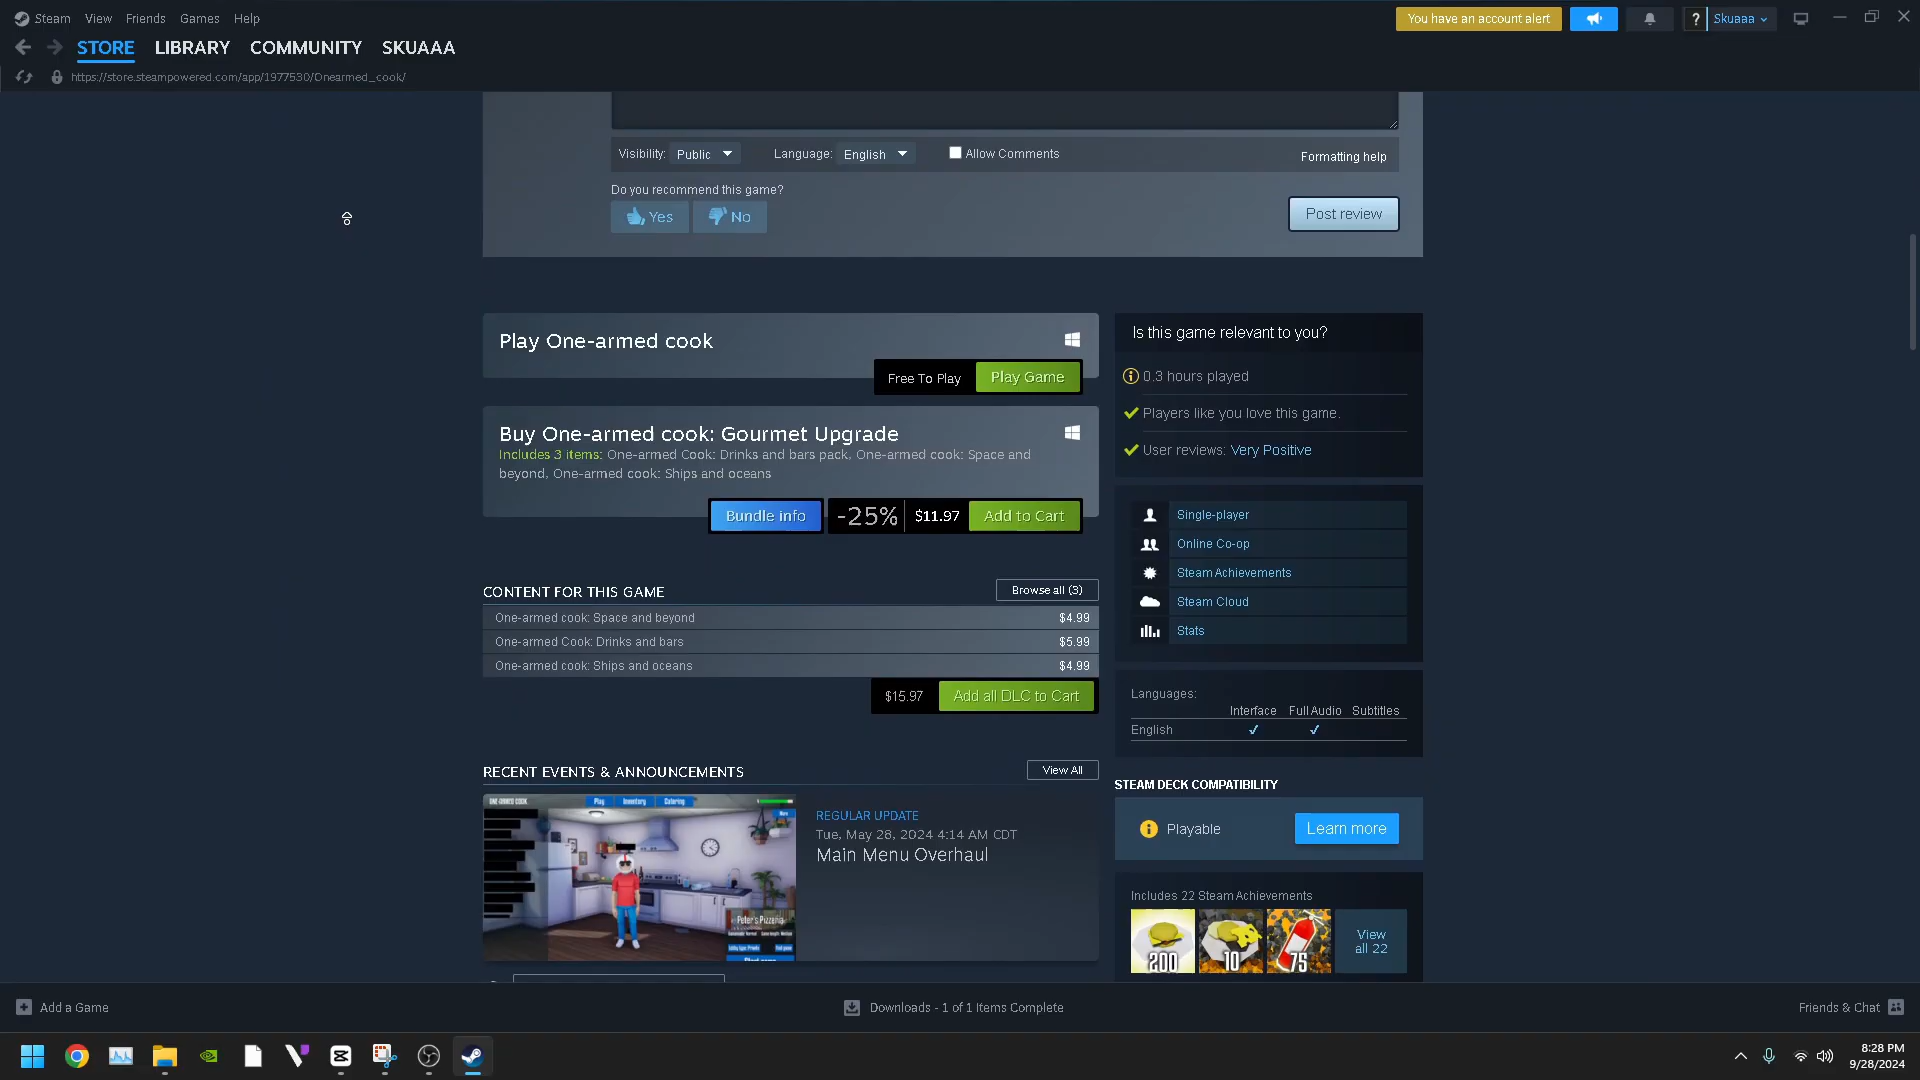 Steam View Friends Games Help
You have an account alert
? Skuaaa
STORE LIBRARY COMMUNITY SKUAAA
https://store.steampowered.com/app/1977530/Onearmed_cook/
Visibility: Public Language: English Allow Comments Formatting help
Do you recommend this game?
Yes No
Post review
Play One-armed cook
Free To Play Play Game
Buy One-armed cook: Gourmet Upgrade
Includes 3 items: One-armed Cook: Drinks and bars pack, One-armed cook: Space and
beyond, One-armed cook: Ships and oceans
Bundle info -25% $11.97 Add to Cart
CONTENT FOR THIS GAME Browse all (3)
One-armed cook: Space and beyond $4.99
One-armed Cook: Drinks and bars $5.99
One-armed cook: Ships and oceans $4.99
$15.97 Add all DLC to Cart
RECENT EVENTS & ANNOUNCEMENTS View All
ONE-ARMED COOK Play Inventory Catering
Peter's Pizzeria
REGULAR UPDATE
Tue, May 28, 2024 4:14 AM CDT
Main Menu Overhaul
Is this game relevant to you?
0.3 hours played
Players like you love this game.
User reviews: Very Positive
Single-player
Online Co-op
Steam Achievements
Steam Cloud
Stats
Languages:
Interface Full Audio Subtitles
English ✓ ✓
STEAM DECK COMPATIBILITY
Playable Learn more
Includes 22 Steam Achievements
200 10 75 View
all 22
Add a Game
Downloads - 1 of 1 Items Complete
Friends & Chat
8:28 PM
9/28/2024